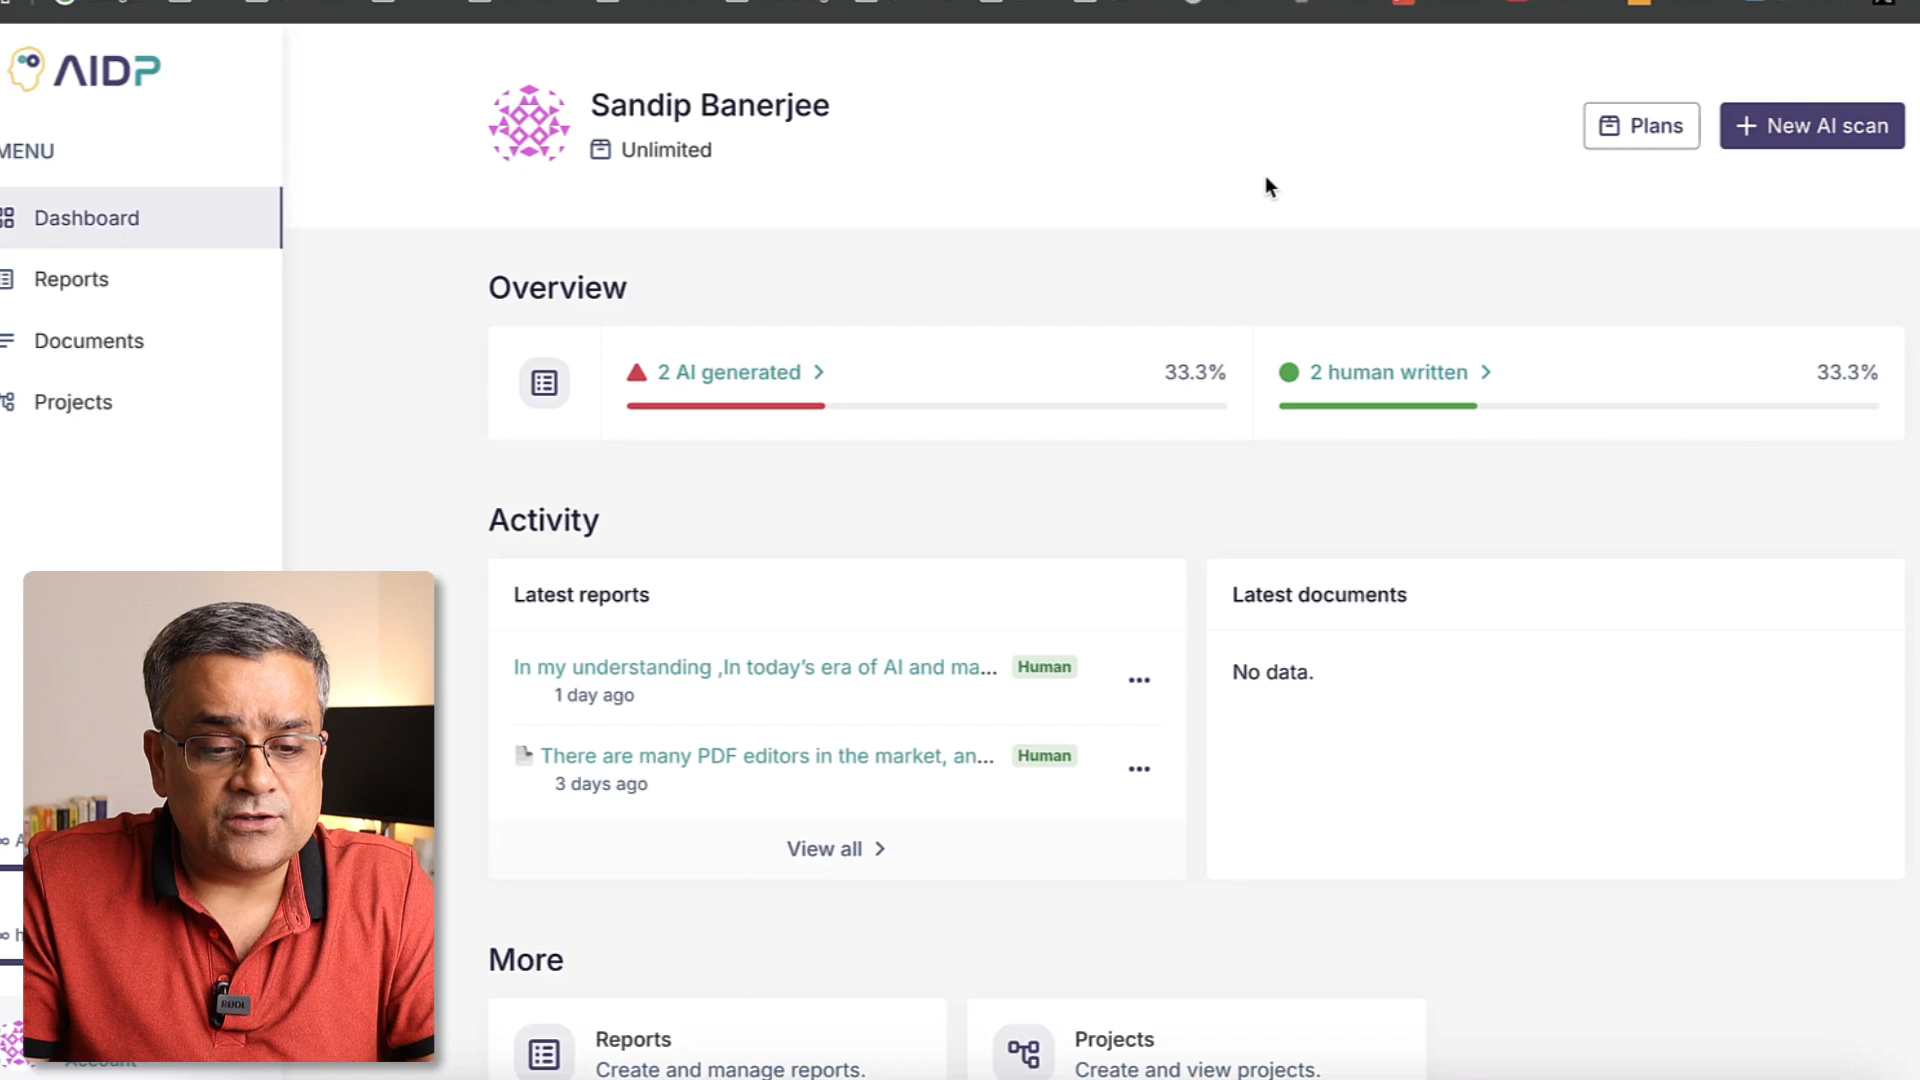 AIDP
MENU
Dashboard
Reports
Documents
Projects
Sandip Banerjee
Unlimited
Plans
+ New AI scan
Overview
2 AI generated > 33.3%
2 human written > 33.3%
Activity
Latest reports
In my understanding ,In today’s era of AI and ma... Human ...
1 day ago
There are many PDF editors in the market, an... Human ...
3 days ago
View all >
Latest documents
No data.
More
Reports
Create and manage reports.
Projects
Create and view projects.
RODE
Account